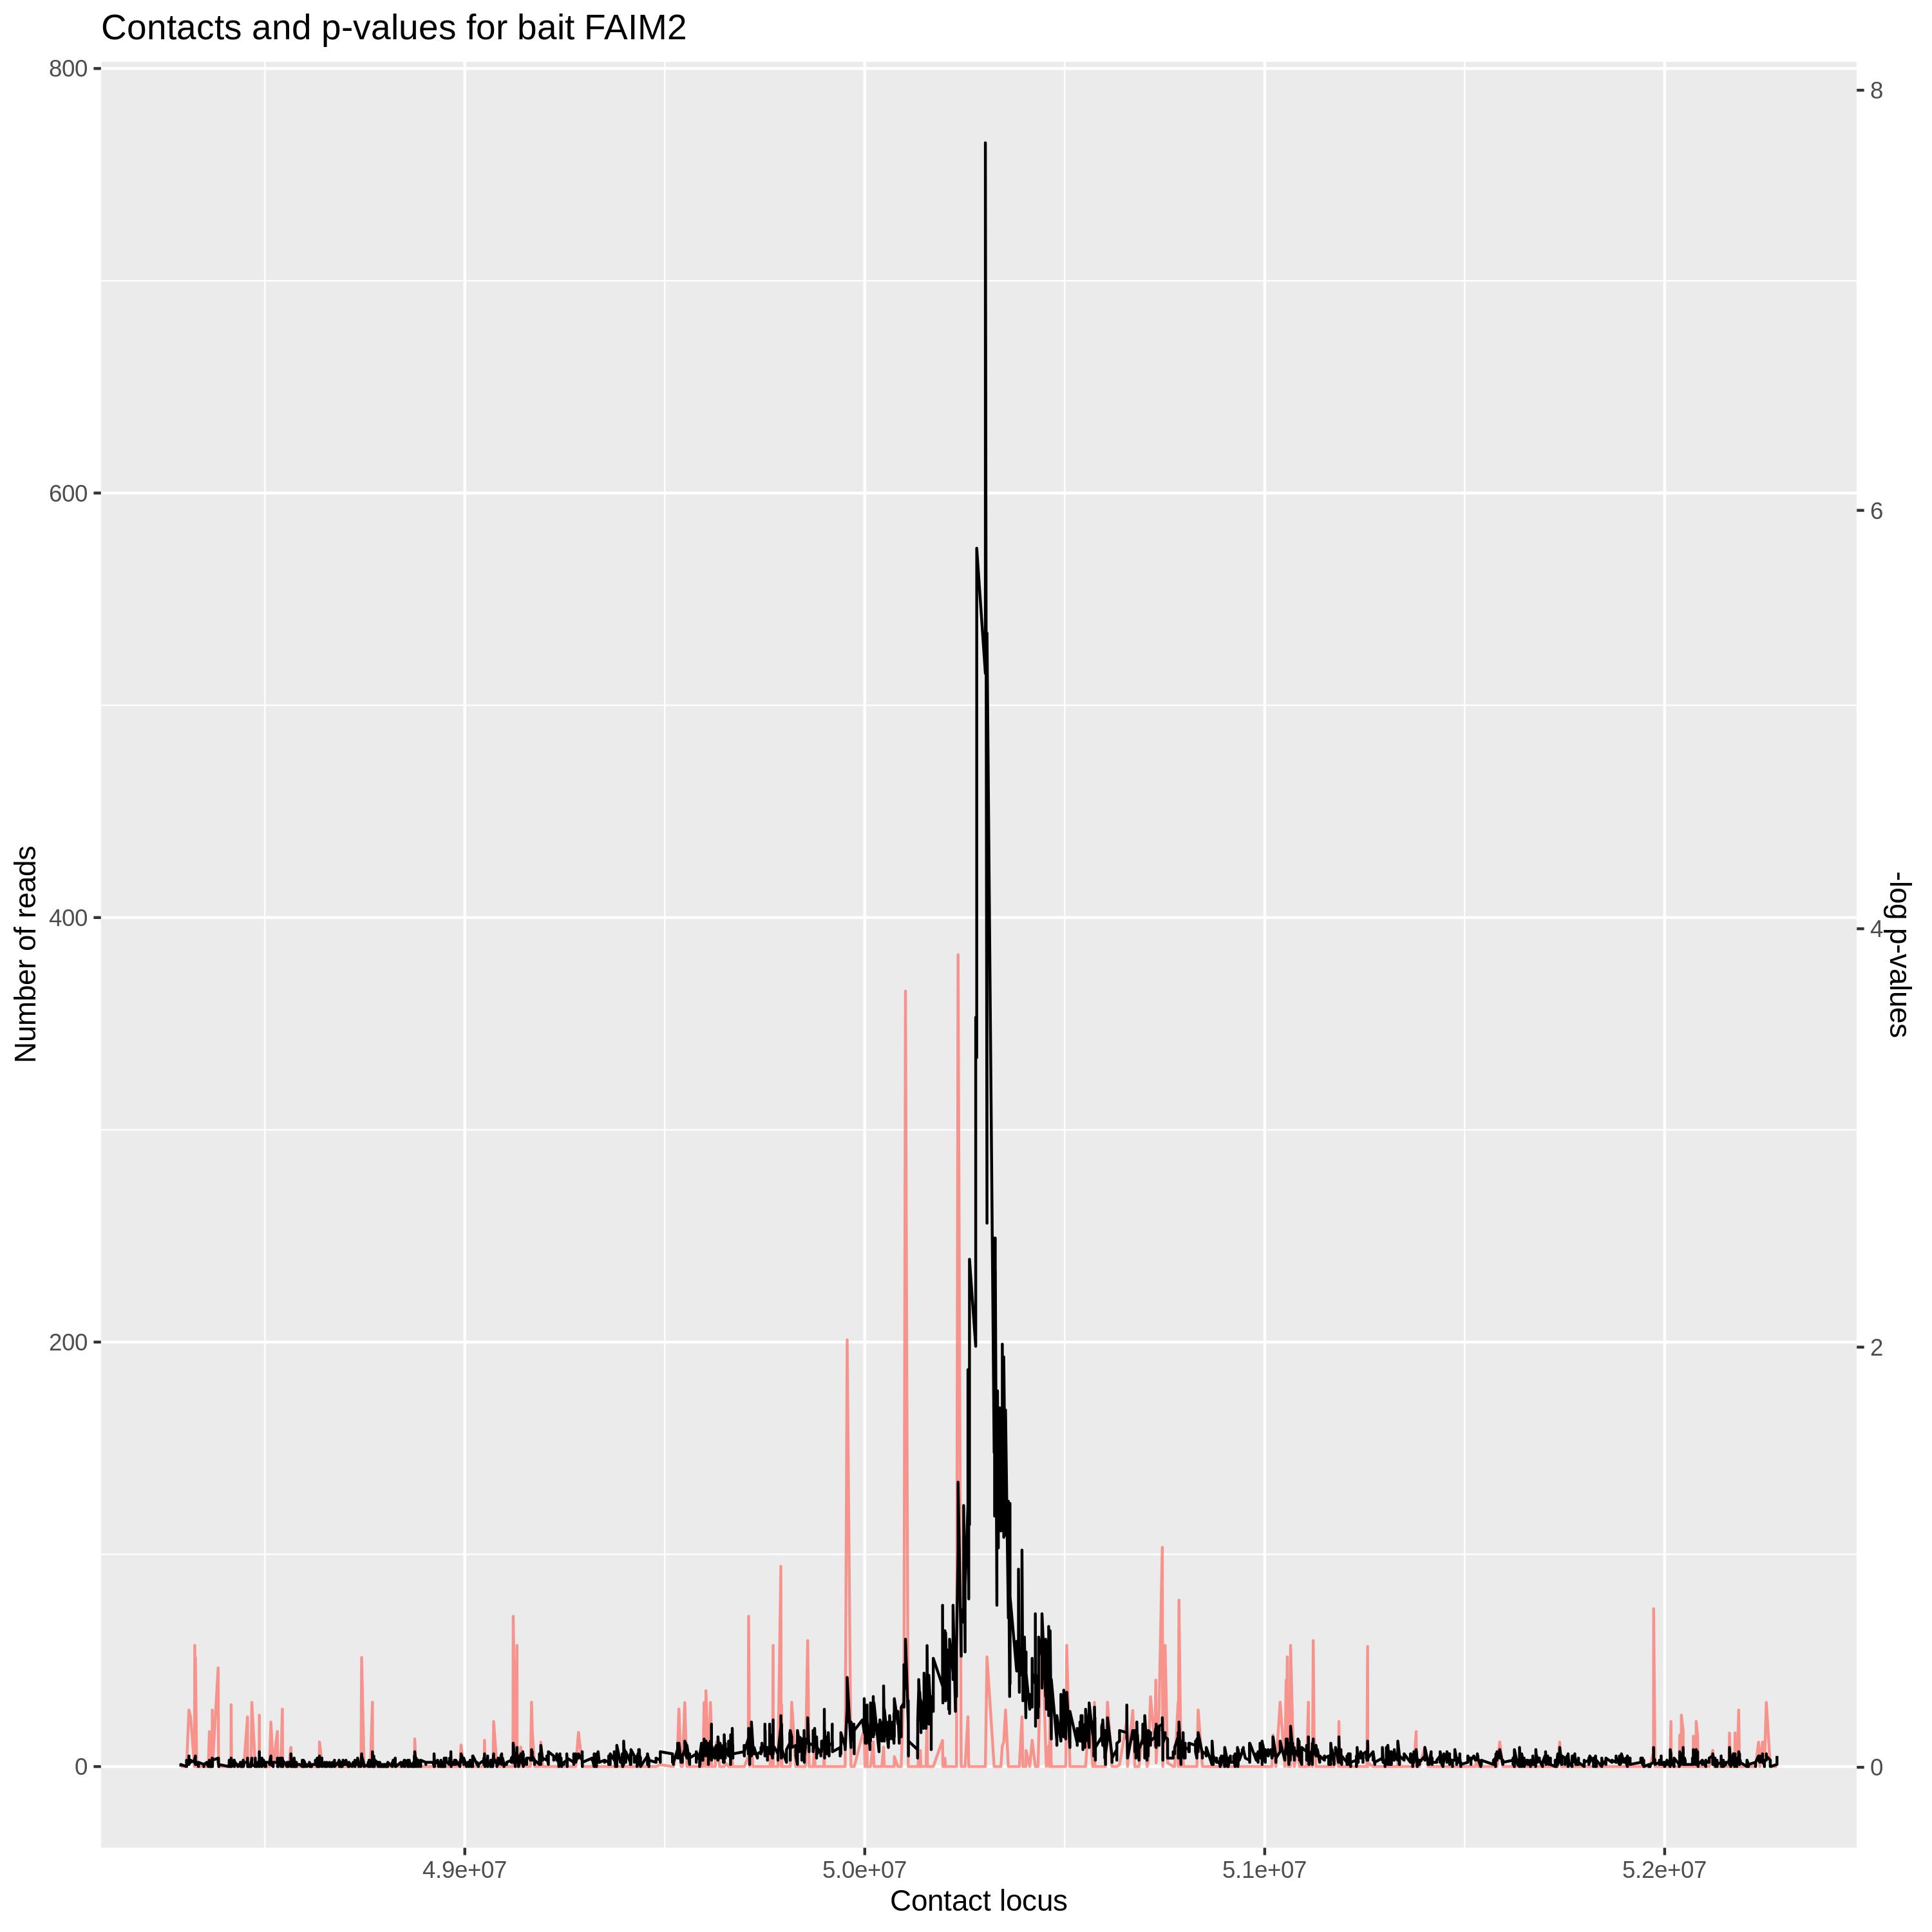 Contacts and p-values for bait FAIM2
800
600
400
200
0
Number of reads
8
6
4
2
0
-log p-values
4.9e+07
5.0e+07
5.1e+07
5.2e+07
Contact locus